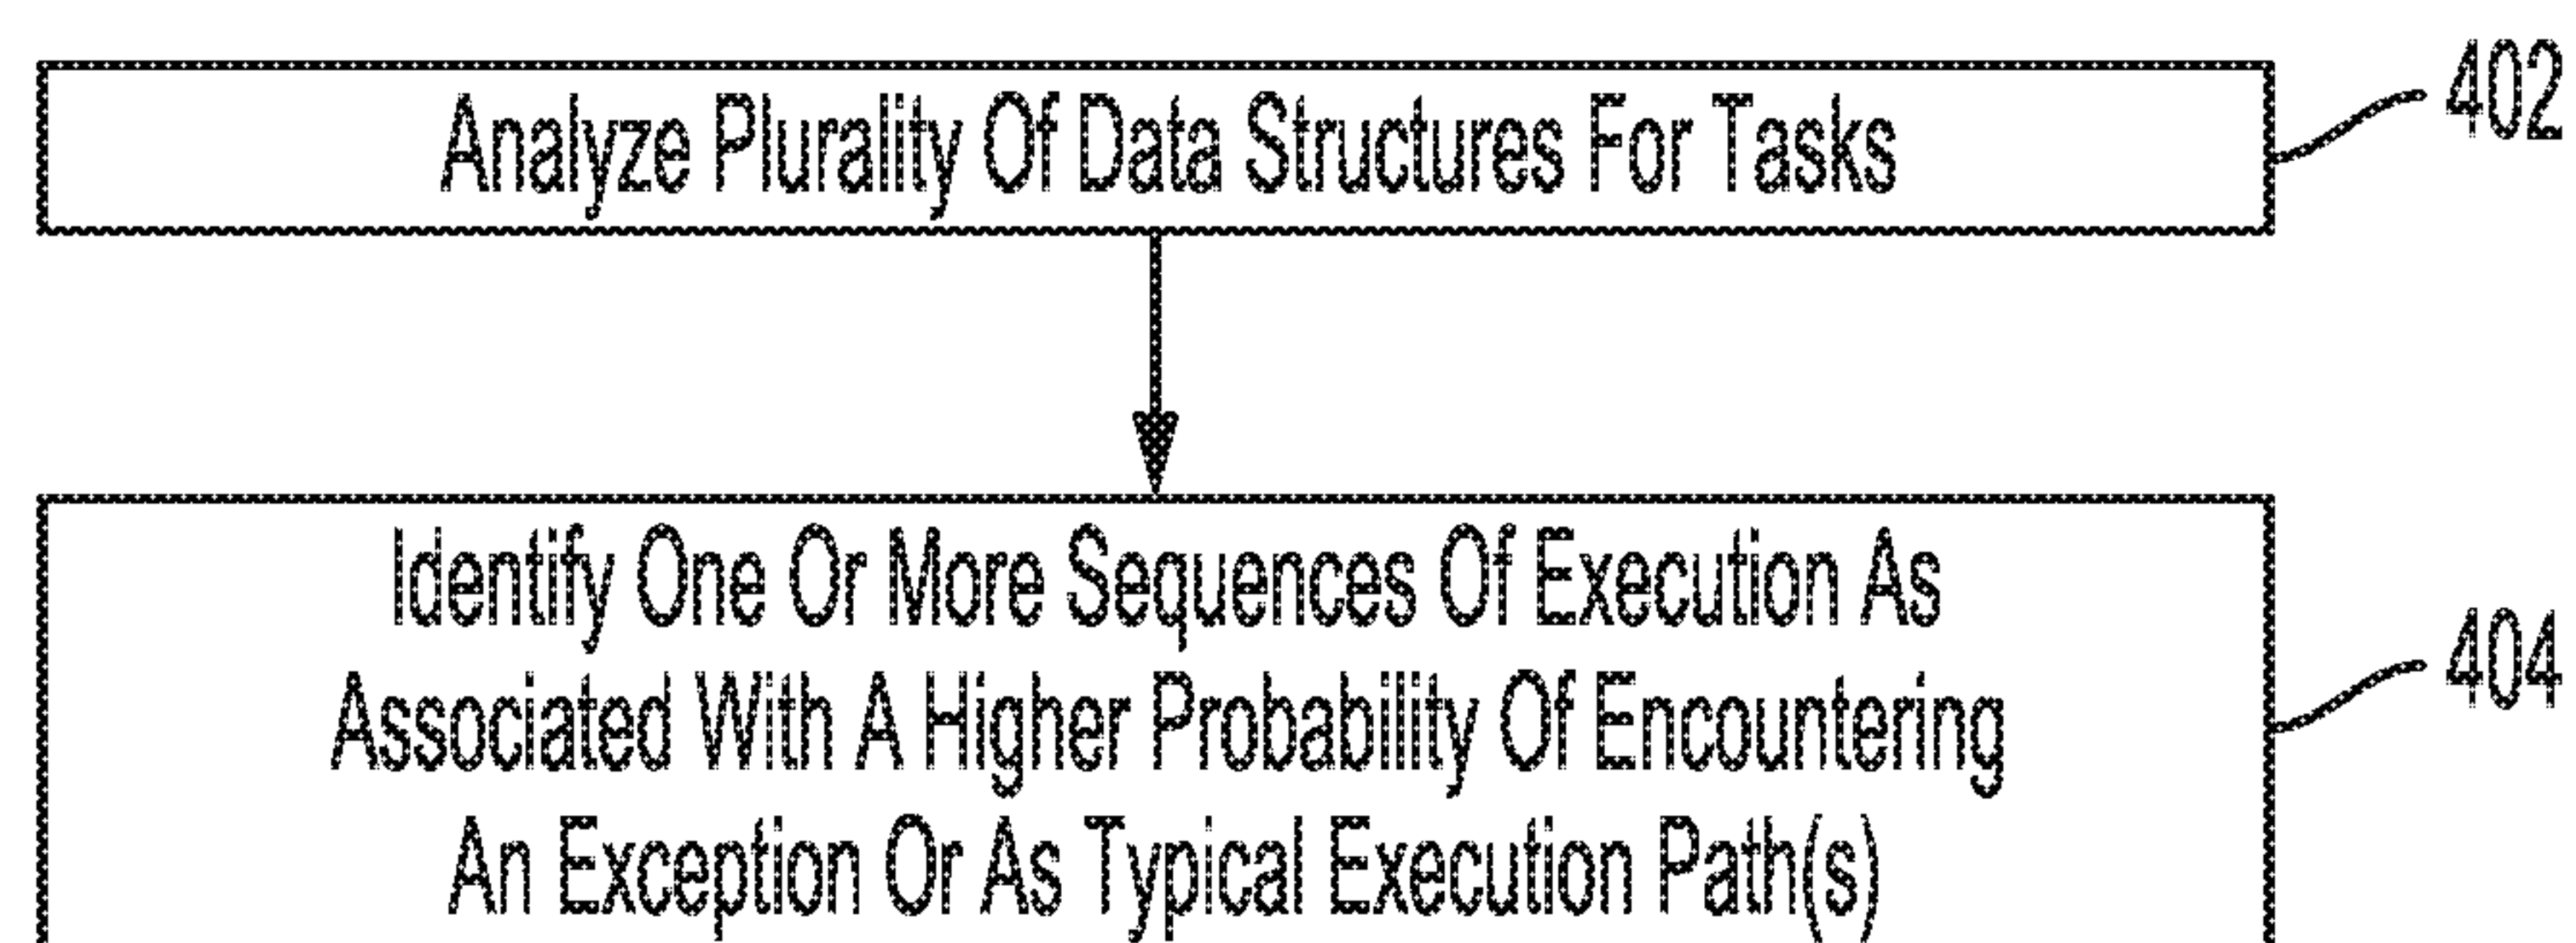 Analyze Plurality Of Data Structures For Tasks
402
Identify One Or More Sequences Of Execution As
Associated With A Higher Probability Of Encountering
An Exception Or As Typical Execution Path(s)
404